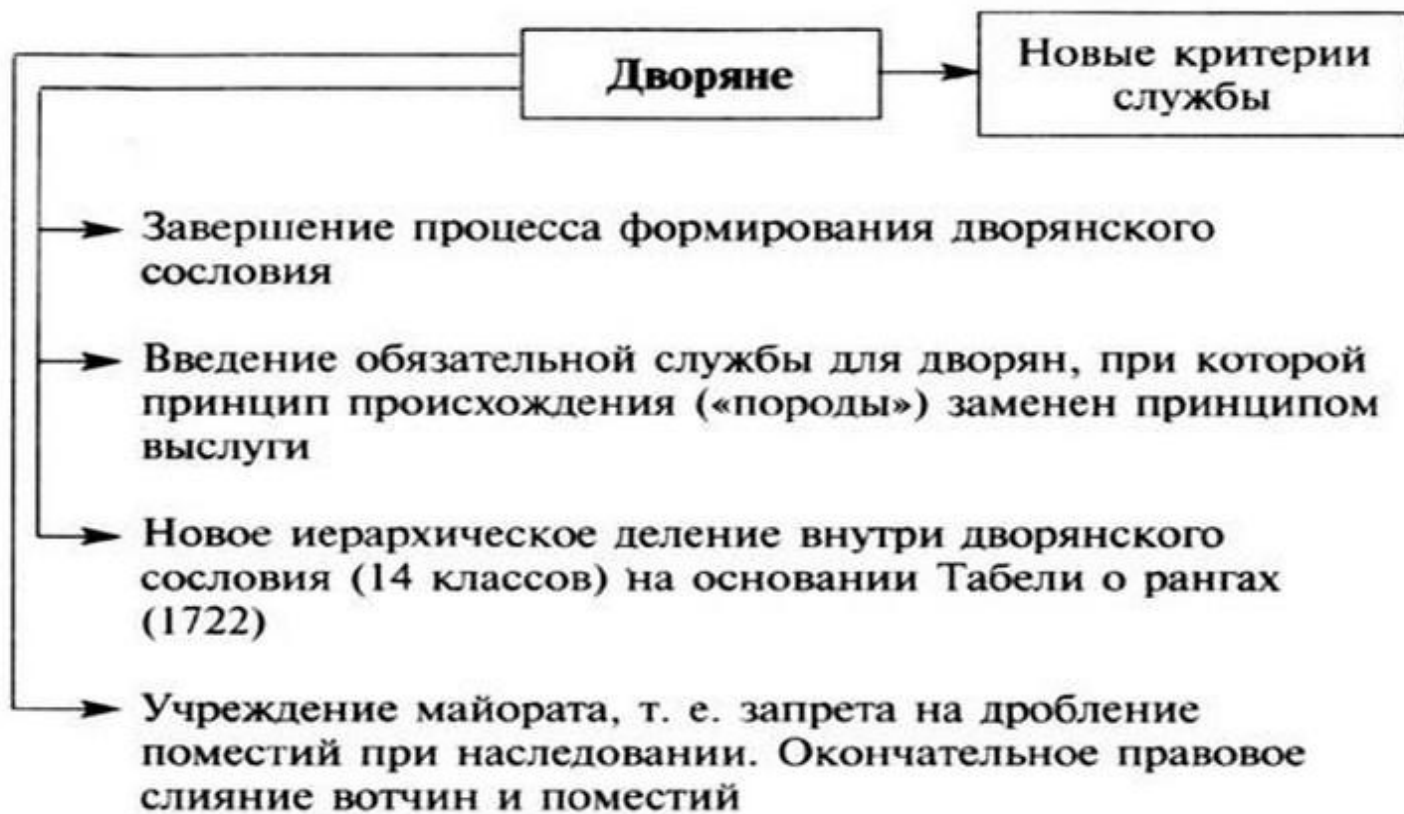 Дворяне
Новые критерии
службы
Завершение процесса формирования дворянского
сословия
Введение обязательной службы для дворян, при которой
принцип происхождения («породы») заменен принципом
выслуги
Новое иерархическое деление внутри дворянского
сословия (14 классов) на основании Табели о рангах
(1722)
Учреждение майората, т. е. запрета на дробление
поместий при наследовании. Окончательное правовое
слияние вотчин и поместий